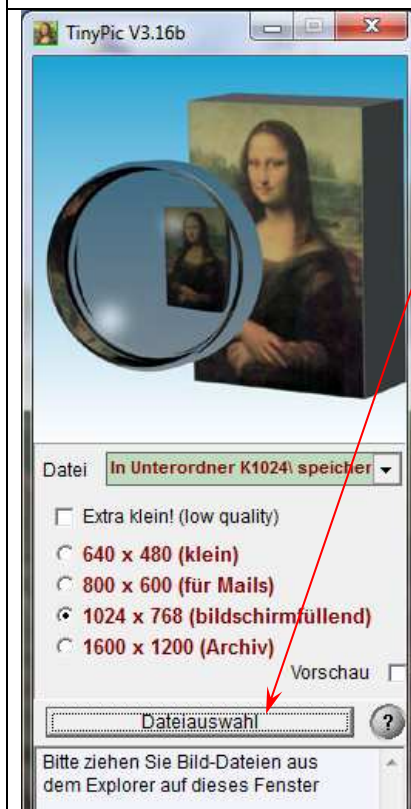 TinyPic V3.16b
Datei In Unterordner K1024\ speicher
Extra klein! (low quality)
640 x 480 (klein)
800 x 600 (für Mails)
1024 x 768 (bildschirmfüllend)
1600 x 1200 (Archiv)
Vorschau
Dateiauswahl ?
Bitte ziehen Sie Bild-Dateien aus
dem Explorer auf dieses Fenster